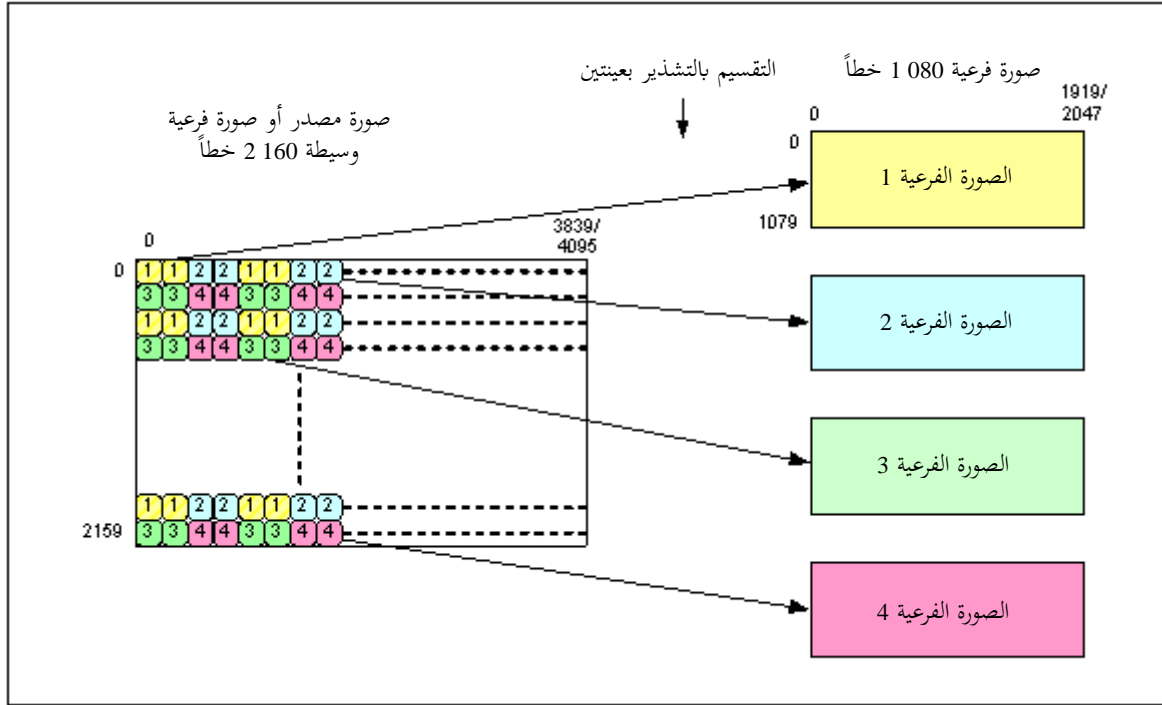 صورة فرعية 080 1 خطاً
التقسيم بالتشذير بعينتين
صورة مصدر أو صورة فرعية
وسيطة 160 2 خطاً
0
1919/
2047
0
1079
الصورة الفرعية 1
الصورة الفرعية 2
الصورة الفرعية 3
الصورة الفرعية 4
0
3839/
4095
0
1 1 2 2 1 1 2 2
3 3 4 4 3 3 4 4
1 1 2 2 1 1 2 2
3 3 4 4 3 3 4 4
1 1 2 2 1 1 2 2
2159
3 3 4 4 3 3 4 4